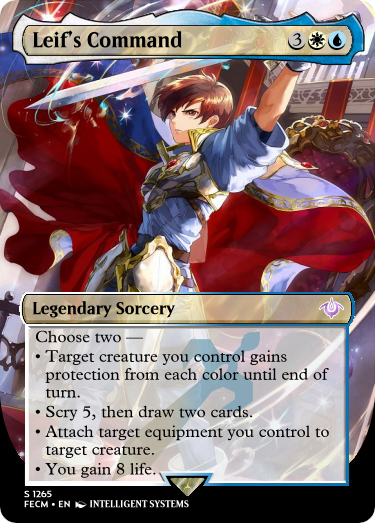 Leif's Command 3
Legendary Sorcery
Choose two —
• Target creature you control gains
protection from each color until end of
turn.
• Scry 5, then draw two cards.
• Attach target equipment you control to
target creature.
• You gain 8 life.
S 1265
FECM • EN INTELLIGENT SYSTEMS